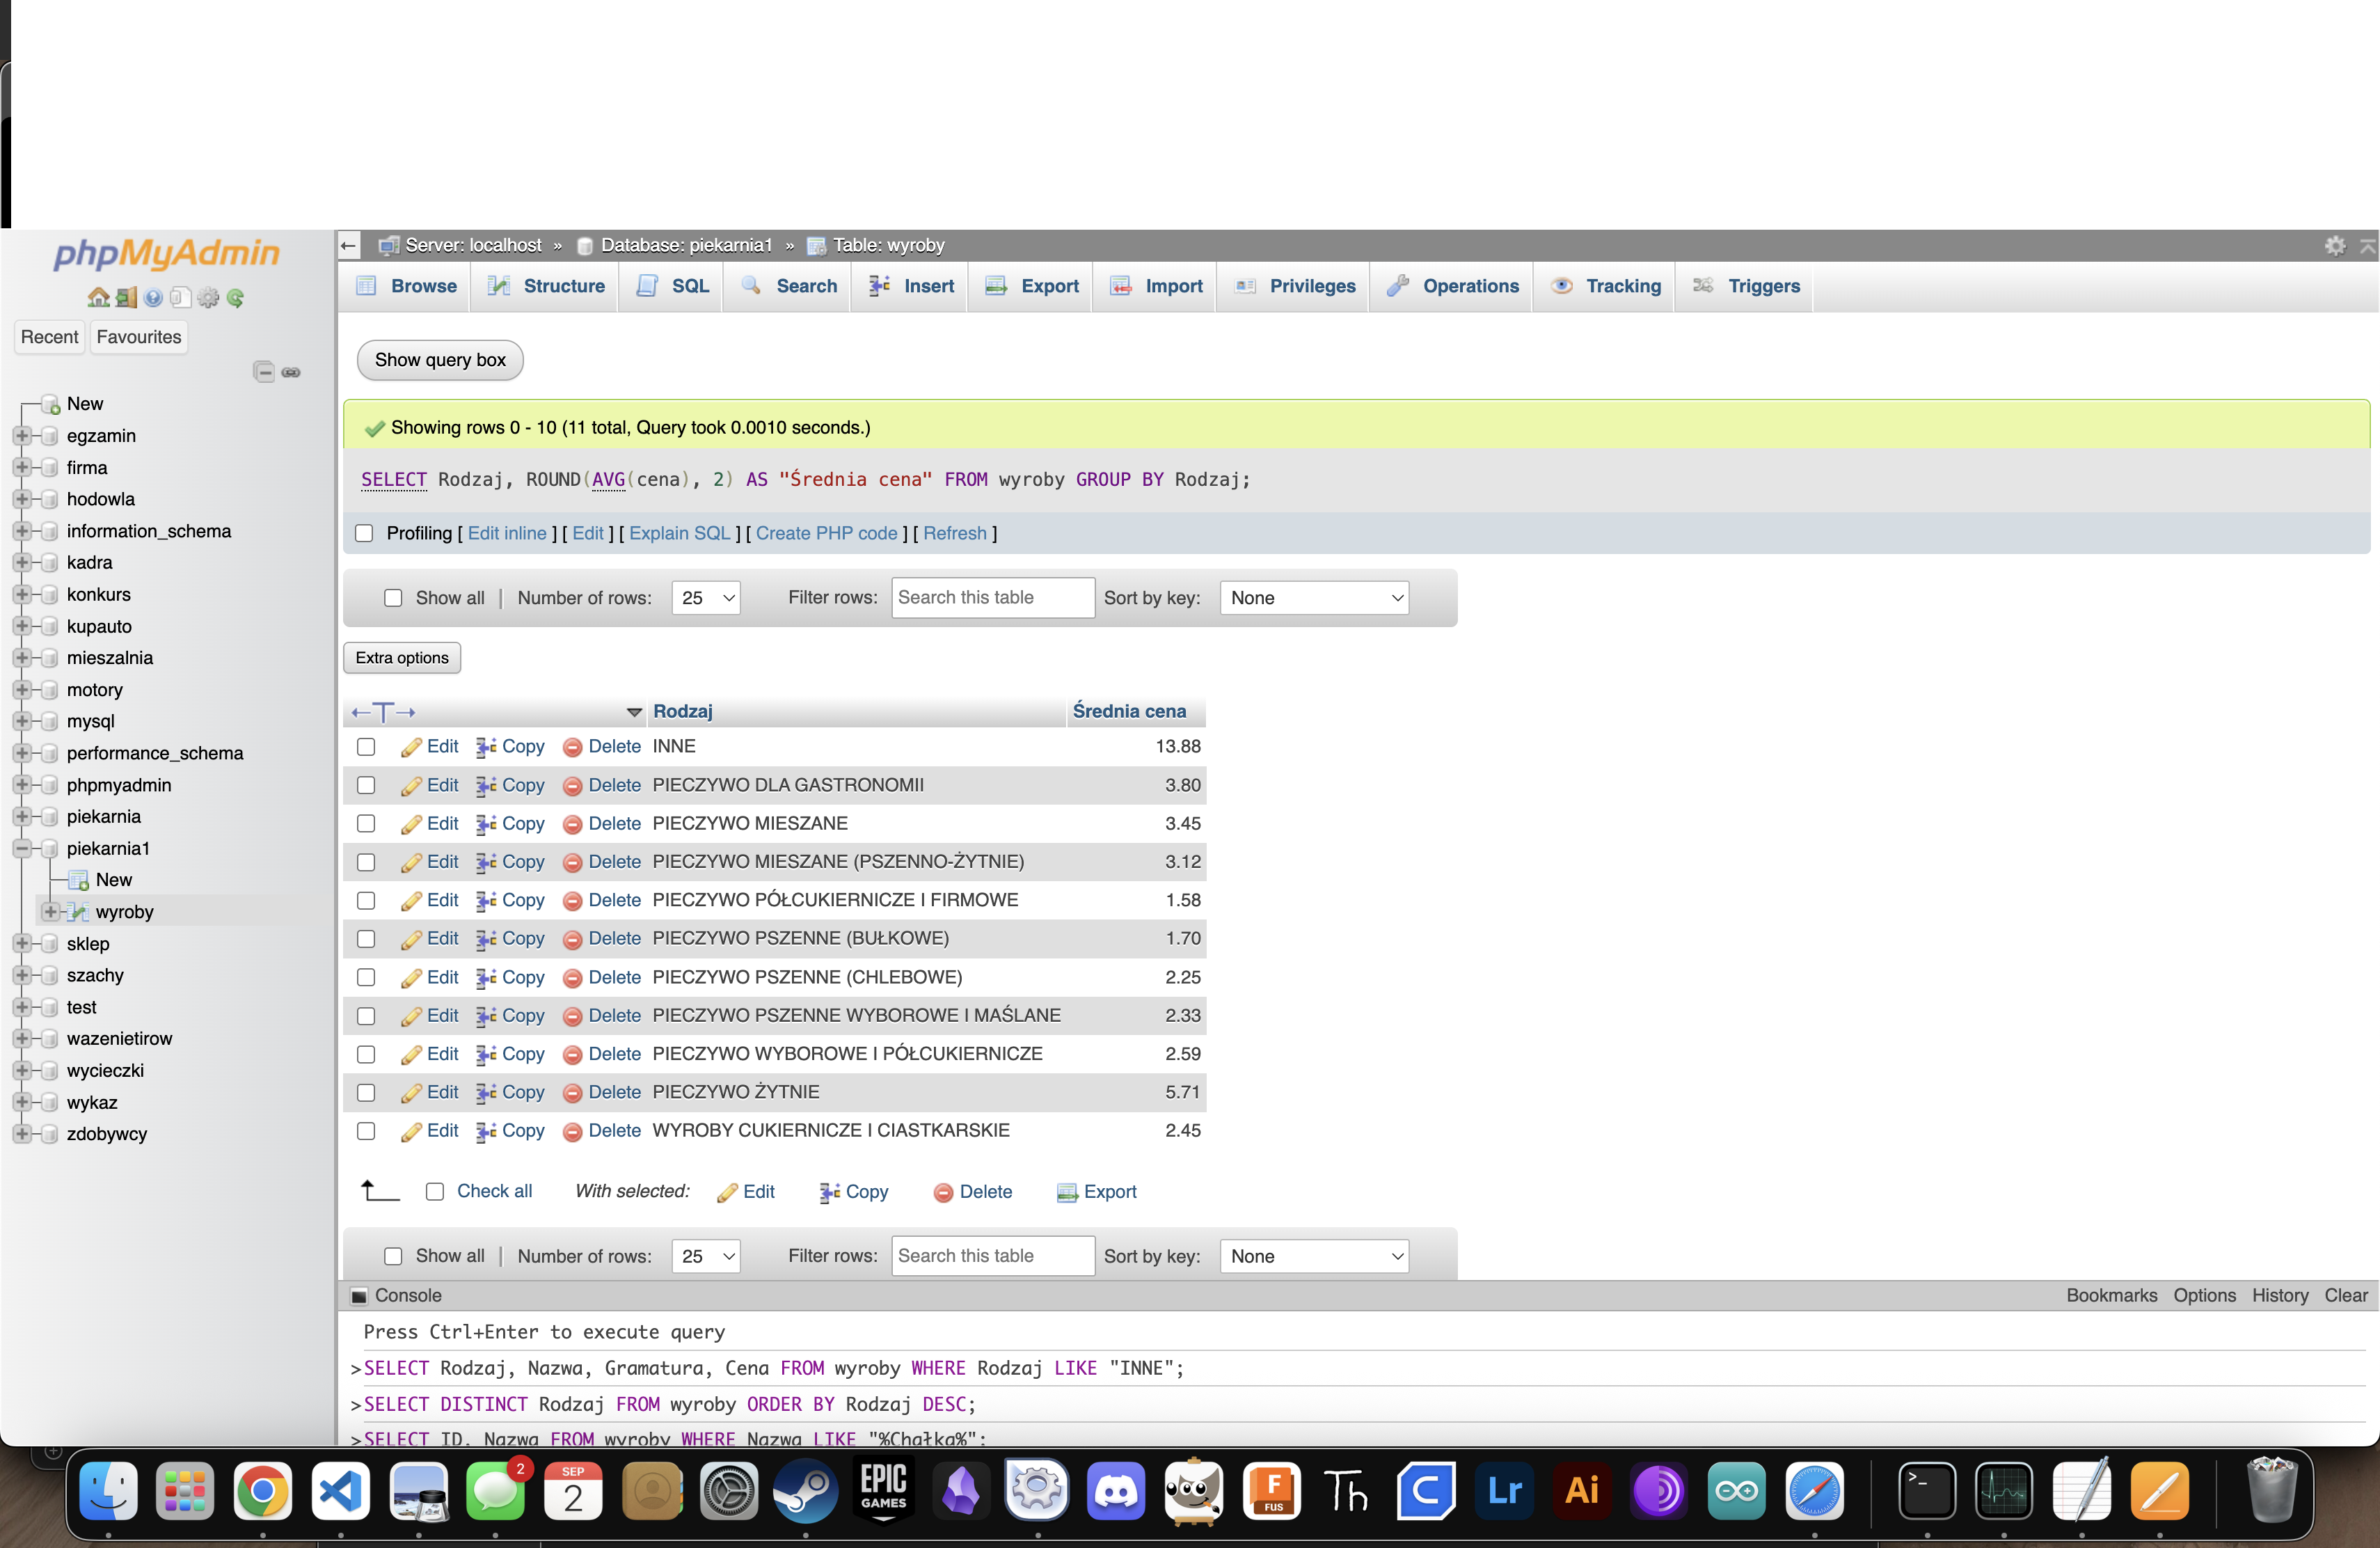 phpMyAdmin
Recent
Favourites
New
egzamin
firma
hodowla
information_schema
kadra
konkurs
kupauto
mieszalnia
motory
mysql
performance_schema
phpmyadmin
piekarnia
piekarnia1
New
wyroby
sklep
szachy
test
wazenietirow
wycieczki
wykaz
zdobywcy
← Server: localhost » Database: piekarnia1 » Table: wyroby
Browse Structure SQL Search Insert Export Import Privileges Operations Tracking Triggers
Show query box
Showing rows 0 - 10 (11 total, Query took 0.0010 seconds.)
SELECT Rodzaj, ROUND(AVG(cena), 2) AS "Średnia cena" FROM wyroby GROUP BY Rodzaj;
Profiling [ Edit inline ] [ Edit ] [ Explain SQL ] [ Create PHP code ] [ Refresh ]
Show all | Number of rows: 25 Filter rows: Search this table Sort by key: None
Extra options
←T→ Rodzaj Średnia cena
Edit Copy Delete INNE 13.88
Edit Copy Delete PIECZYWO DLA GASTRONOMII 3.80
Edit Copy Delete PIECZYWO MIESZANE 3.45
Edit Copy Delete PIECZYWO MIESZANE (PSZENNO-ŻYTNIE) 3.12
Edit Copy Delete PIECZYWO PÓŁCUKIERNICZE I FIRMOWE 1.58
Edit Copy Delete PIECZYWO PSZENNE (BUŁKOWE) 1.70
Edit Copy Delete PIECZYWO PSZENNE (CHLEBOWE) 2.25
Edit Copy Delete PIECZYWO PSZENNE WYBOROWE I MAŚLANE 2.33
Edit Copy Delete PIECZYWO WYBOROWE I PÓŁCUKIERNICZE 2.59
Edit Copy Delete PIECZYWO ŻYTNIE 5.71
Edit Copy Delete WYROBY CUKIERNICZE I CIASTKARSKIE 2.45
Check all With selected: Edit Copy Delete Export
Show all | Number of rows: 25 Filter rows: Search this table Sort by key: None
Console Bookmarks Options History Clear
Press Ctrl+Enter to execute query
>SELECT Rodzaj, Nazwa, Gramatura, Cena FROM wyroby WHERE Rodzaj LIKE "INNE";
>SELECT DISTINCT Rodzaj FROM wyroby ORDER BY Rodzaj DESC;
>SELECT ID, Nazwa FROM wyroby WHERE Nazwa LIKE "%Chałka%";
2
SEP
2
EPIC
GAMES
F
FUS
Th
C
Lr
Ai
>_